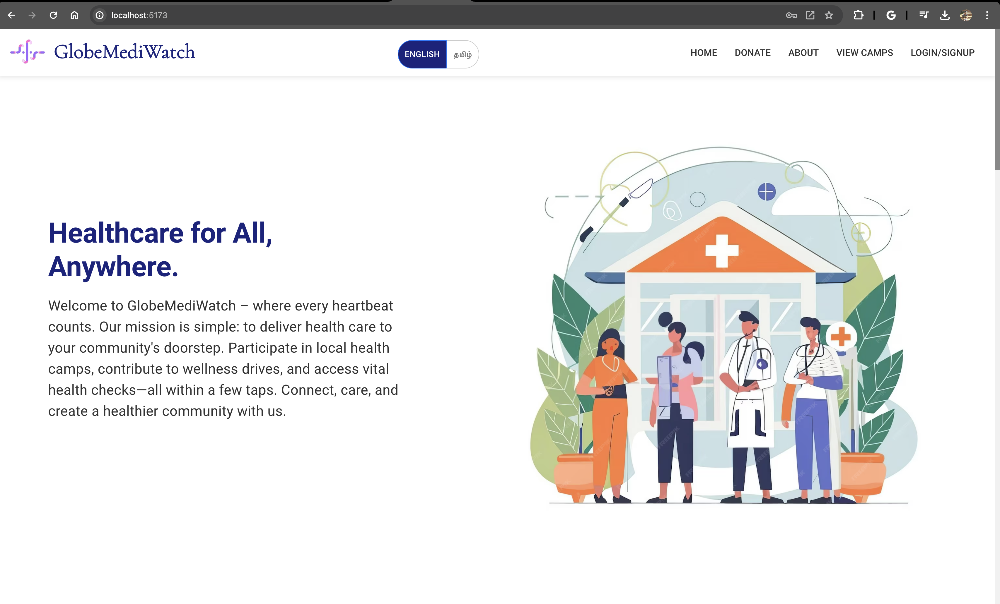 localhost:5173
GlobeMediWatch
ENGLISH தமிழ்
HOME DONATE ABOUT VIEW CAMPS LOGIN/SIGNUP
Healthcare for All,
Anywhere.
Welcome to GlobeMediWatch – where every heartbeat
counts. Our mission is simple: to deliver health care to
your community's doorstep. Participate in local health
camps, contribute to wellness drives, and access vital
health checks—all within a few taps. Connect, care, and
create a healthier community with us.
FREEPIK